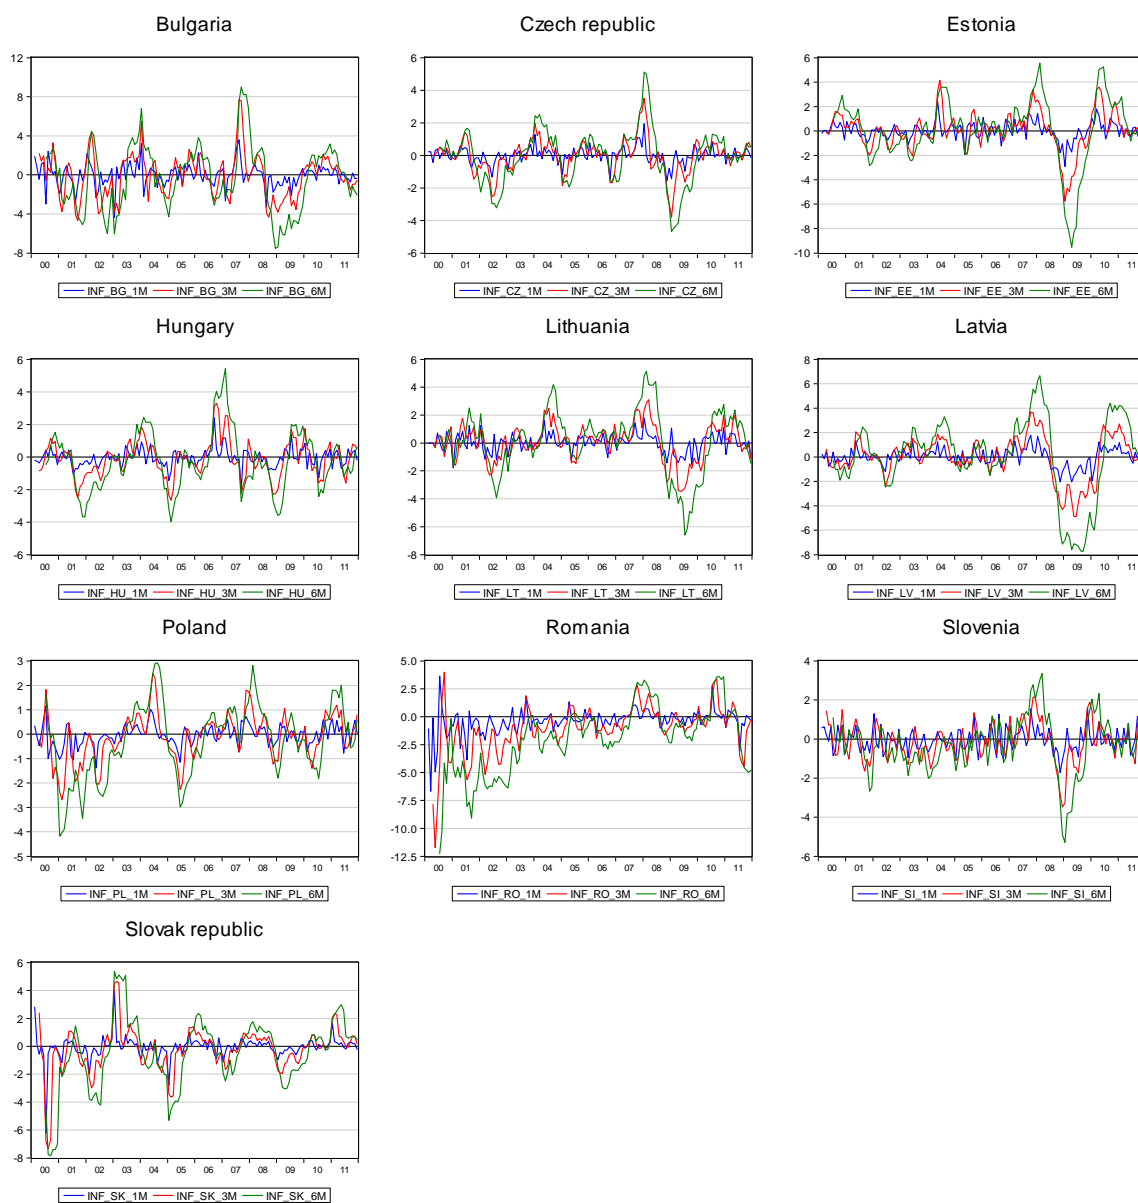 Bulgaria
12
8
4
0
-4
-8
00 01 02 03 04 05 06 07 08 09 10 11
INF_BG_1M INF_BG_3M INF_BG_6M
Czech republic
6
4
2
0
-2
-4
-6
00 01 02 03 04 05 06 07 08 09 10 11
INF_CZ_1M INF_CZ_3M INF_CZ_6M
Estonia
6
4
2
0
-2
-4
-6
-8
-10
00 01 02 03 04 05 06 07 08 09 10 11
INF_EE_1M INF_EE_3M INF_EE_6M
Hungary
6
4
2
0
-2
-4
-6
00 01 02 03 04 05 06 07 08 09 10 11
INF_HU_1M INF_HU_3M INF_HU_6M
Lithuania
6
4
2
0
-2
-4
-6
-8
00 01 02 03 04 05 06 07 08 09 10 11
INF_LT_1M INF_LT_3M INF_LT_6M
Latvia
8
6
4
2
0
-2
-4
-6
-8
00 01 02 03 04 05 06 07 08 09 10 11
INF_LV_1M INF_LV_3M INF_LV_6M
Poland
3
2
1
0
-1
-2
-3
-4
-5
00 01 02 03 04 05 06 07 08 09 10 11
INF_PL_1M INF_PL_3M INF_PL_6M
Romania
5.0
2.5
0.0
-2.5
-5.0
-7.5
-10.0
-12.5
00 01 02 03 04 05 06 07 08 09 10 11
INF_RO_1M INF_RO_3M INF_RO_6M
Slovenia
4
2
0
-2
-4
-6
00 01 02 03 04 05 06 07 08 09 10 11
INF_SI_1M INF_SI_3M INF_SI_6M
Slovak republic
6
4
2
0
-2
-4
-6
-8
00 01 02 03 04 05 06 07 08 09 10 11
INF_SK_1M INF_SK_3M INF_SK_6M